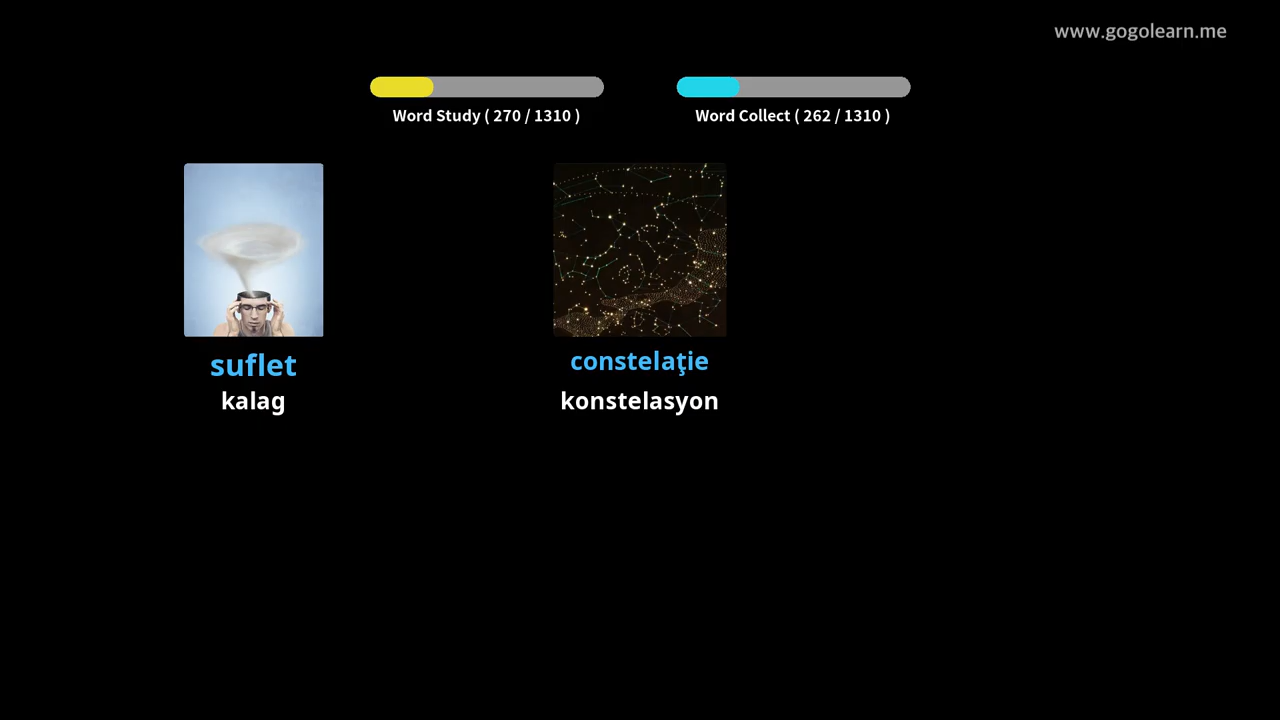 www.gogolearn.me
Word Study ( 270 / 1310 )
Word Collect ( 262 / 1310 )
suflet
kalag
constelaţie
konstelasyon